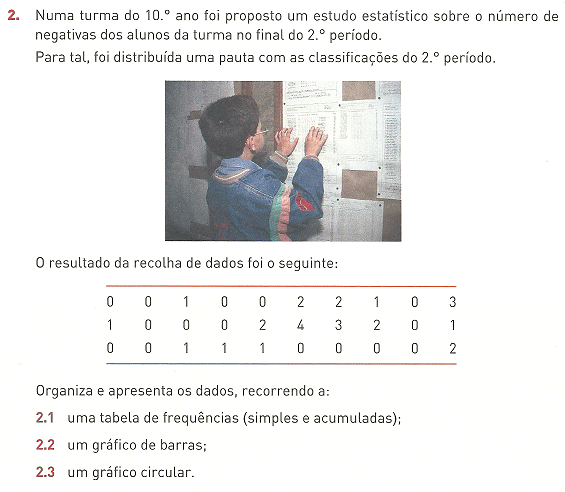 2. Numa turma do 10.º ano foi proposto um estudo estatístico sobre o número de
negativas dos alunos da turma no final do 2.º período.
Para tal, foi distribuída uma pauta com as classificações do 2.º período.
O resultado da recolha de dados foi o seguinte:
0 0 1 0 0 2 2 1 0 3
1 0 0 0 2 4 3 2 0 1
0 0 1 1 1 0 0 0 0 2
Organiza e apresenta os dados, recorrendo a:
2.1 uma tabela de frequências (simples e acumuladas);
2.2 um gráfico de barras;
2.3 um gráfico circular.